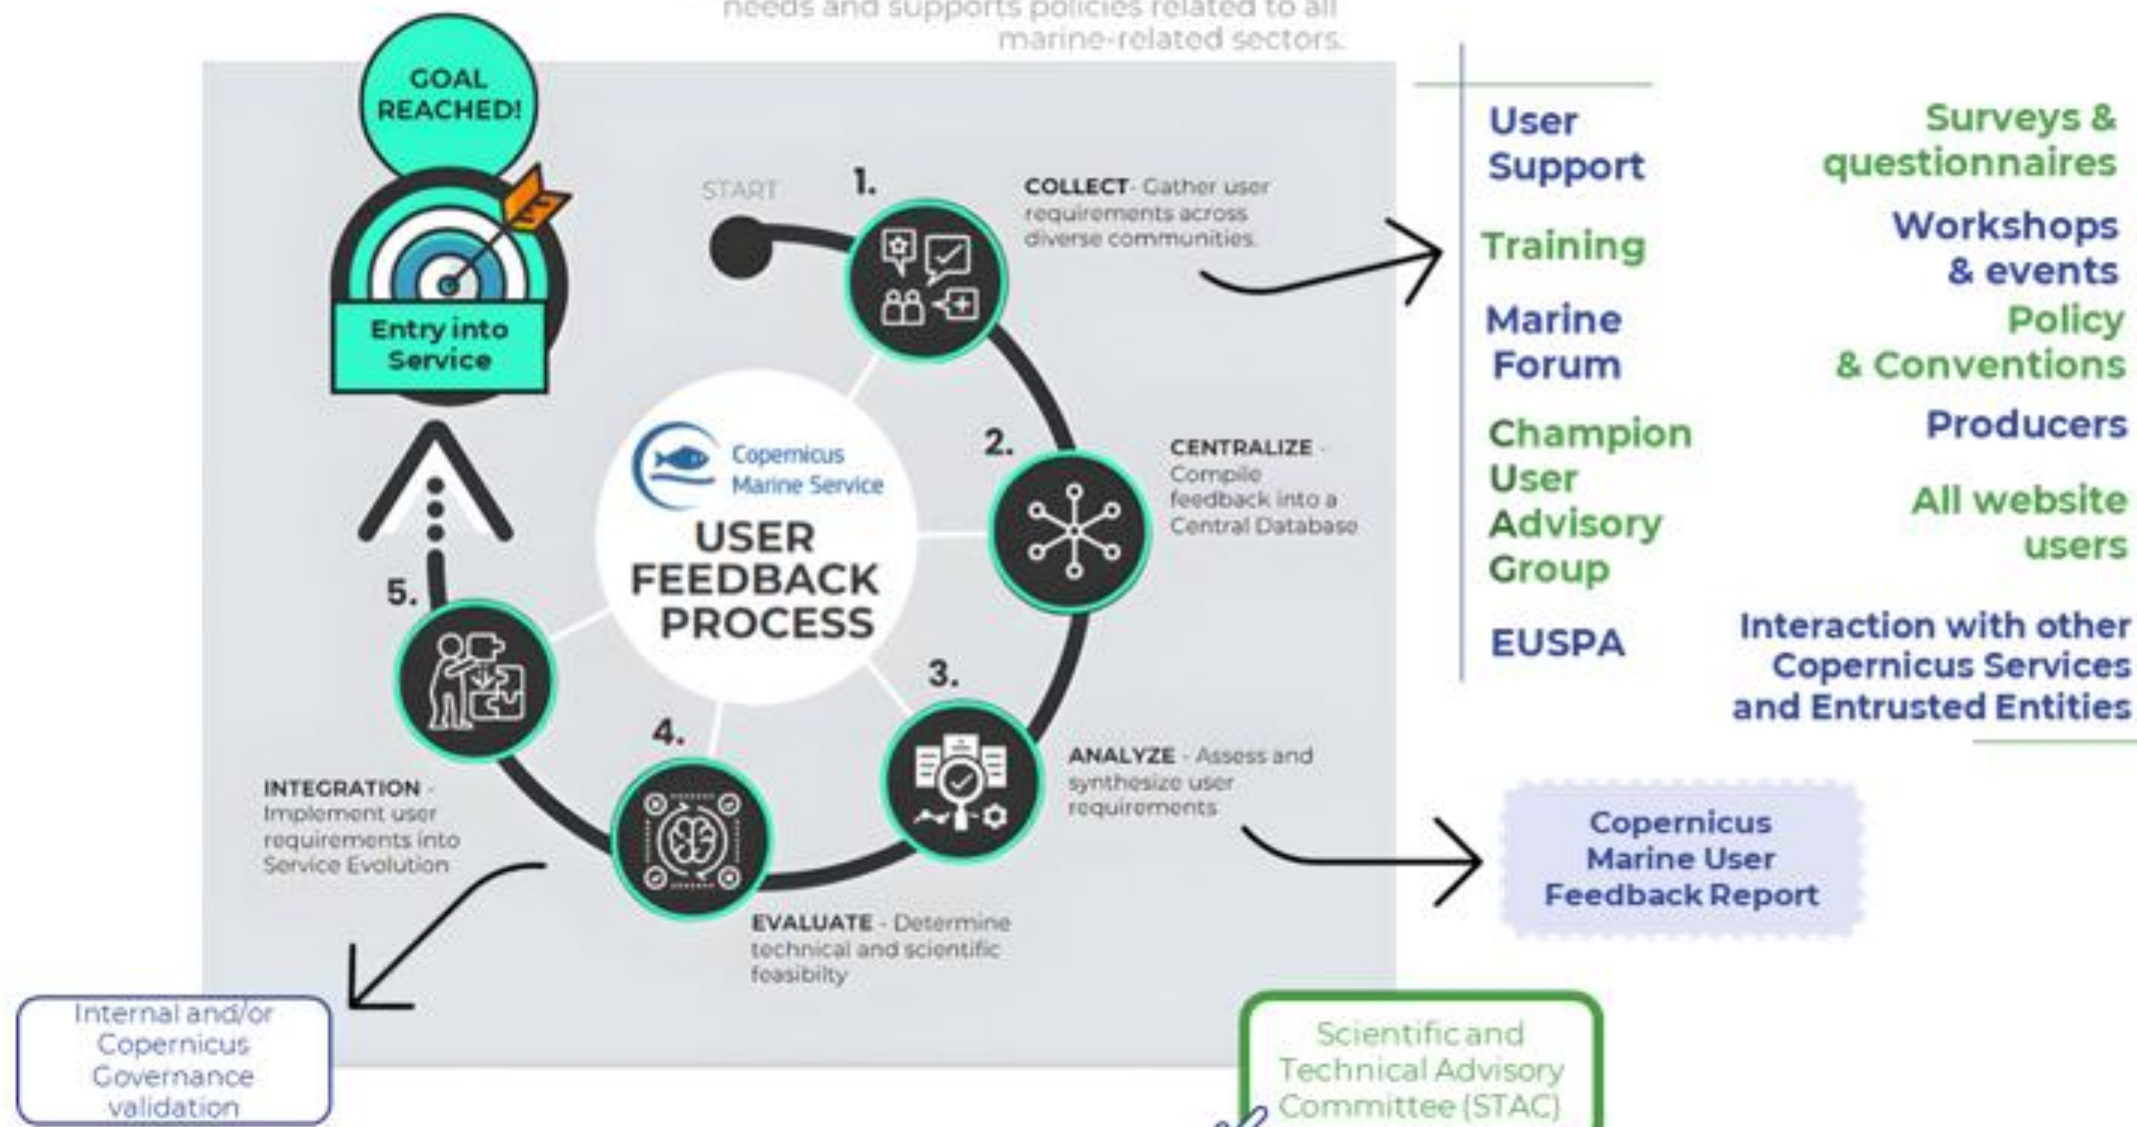 needs and supports policies related to all
marine-related sectors.
GOAL
REACHED!
Entry into
Service
START
1.
COLLECT- Gather user
requirements across
diverse communities.
2.
CENTRALIZE -
Compile
feedback into a
Central Database
Copernicus
Marine Service
USER
FEEDBACK
PROCESS
3.
ANALYZE - Assess and
synthesize user
requirements
4.
EVALUATE - Determine
technical and scientific
feasibilty
5.
INTEGRATION -
Implement user
requirements into
Service Evolution
User
Support
Training
Marine
Forum
Champion
User
Advisory
Group
EUSPA
Surveys &
questionnaires
Workshops
& events
Policy
& Conventions
Producers
All website
users
Interaction with other
Copernicus Services
and Entrusted Entities
Copernicus
Marine User
Feedback Report
Internal and/or
Copernicus
Governance
validation
Scientific and
Technical Advisory
Committee (STAC)